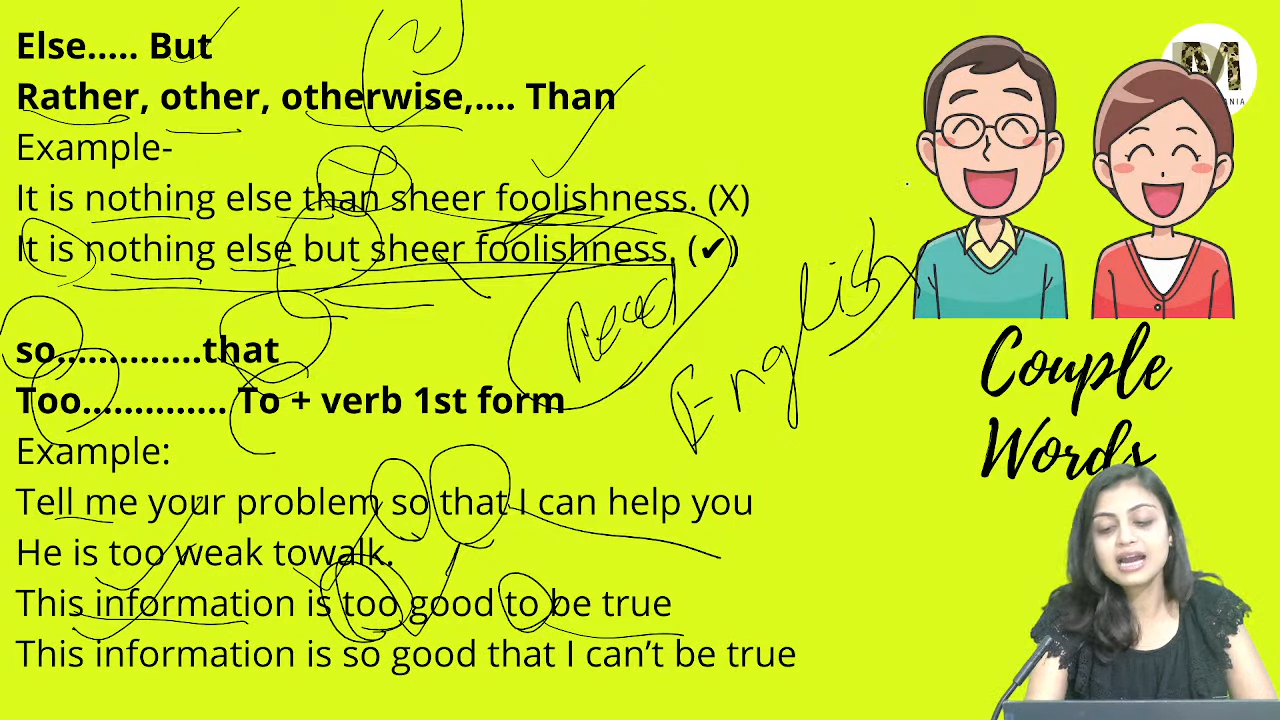 Else..... But
Rather, other, otherwise,.... Than
Example-
It is nothing else than sheer foolishness. (X)
It is nothing else but sheer foolishness. (✔)
so..............that
Too.............. To + verb 1st form
Example:
Tell me your problem so that I can help you
He is too weak towalk.
This information is too good to be true
This information is so good that I can't be true
Read
English
Couple
Words
M